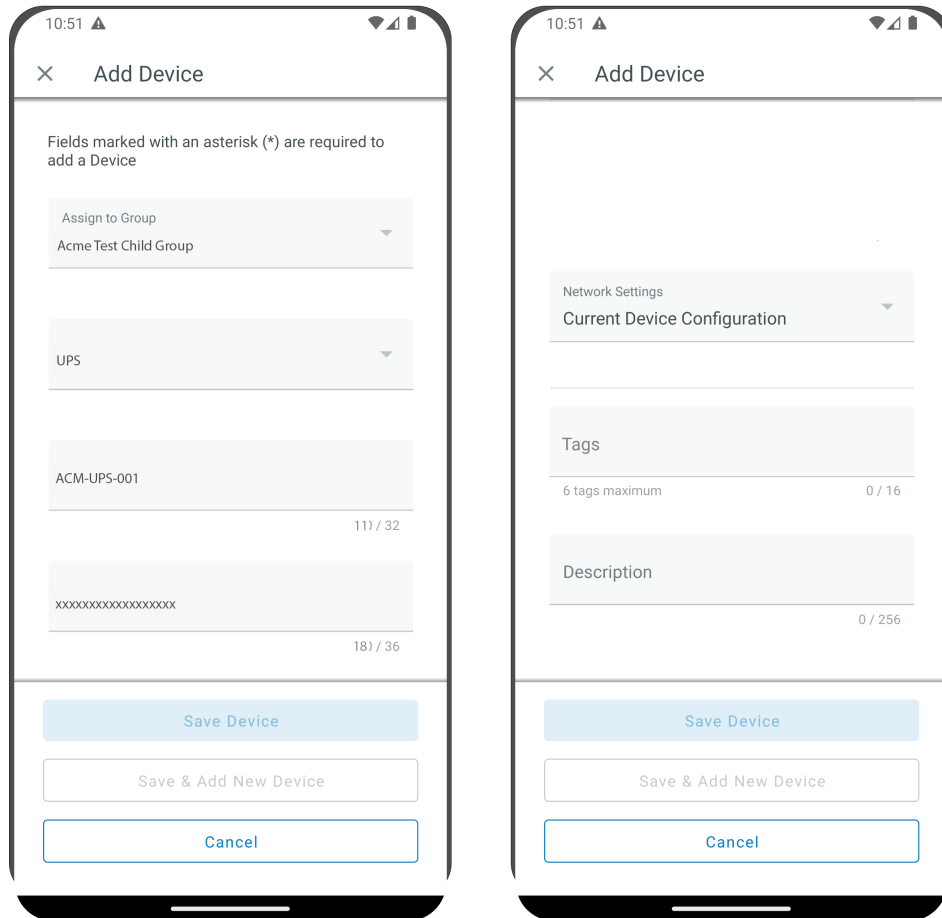 10:51
Add Device
Fields marked with an asterisk (*) are required to
add a Device
Assign to Group
Acme Test Child Group
UPS
ACM-UPS-001
11) / 32
xxxxxxxxxxxxxxxxxx
18) / 36
Save Device
Save & Add New Device
Cancel
10:51
Add Device
Network Settings
Current Device Configuration
Tags
6 tags maximum
0 / 16
Description
0 / 256
Save Device
Save & Add New Device
Cancel